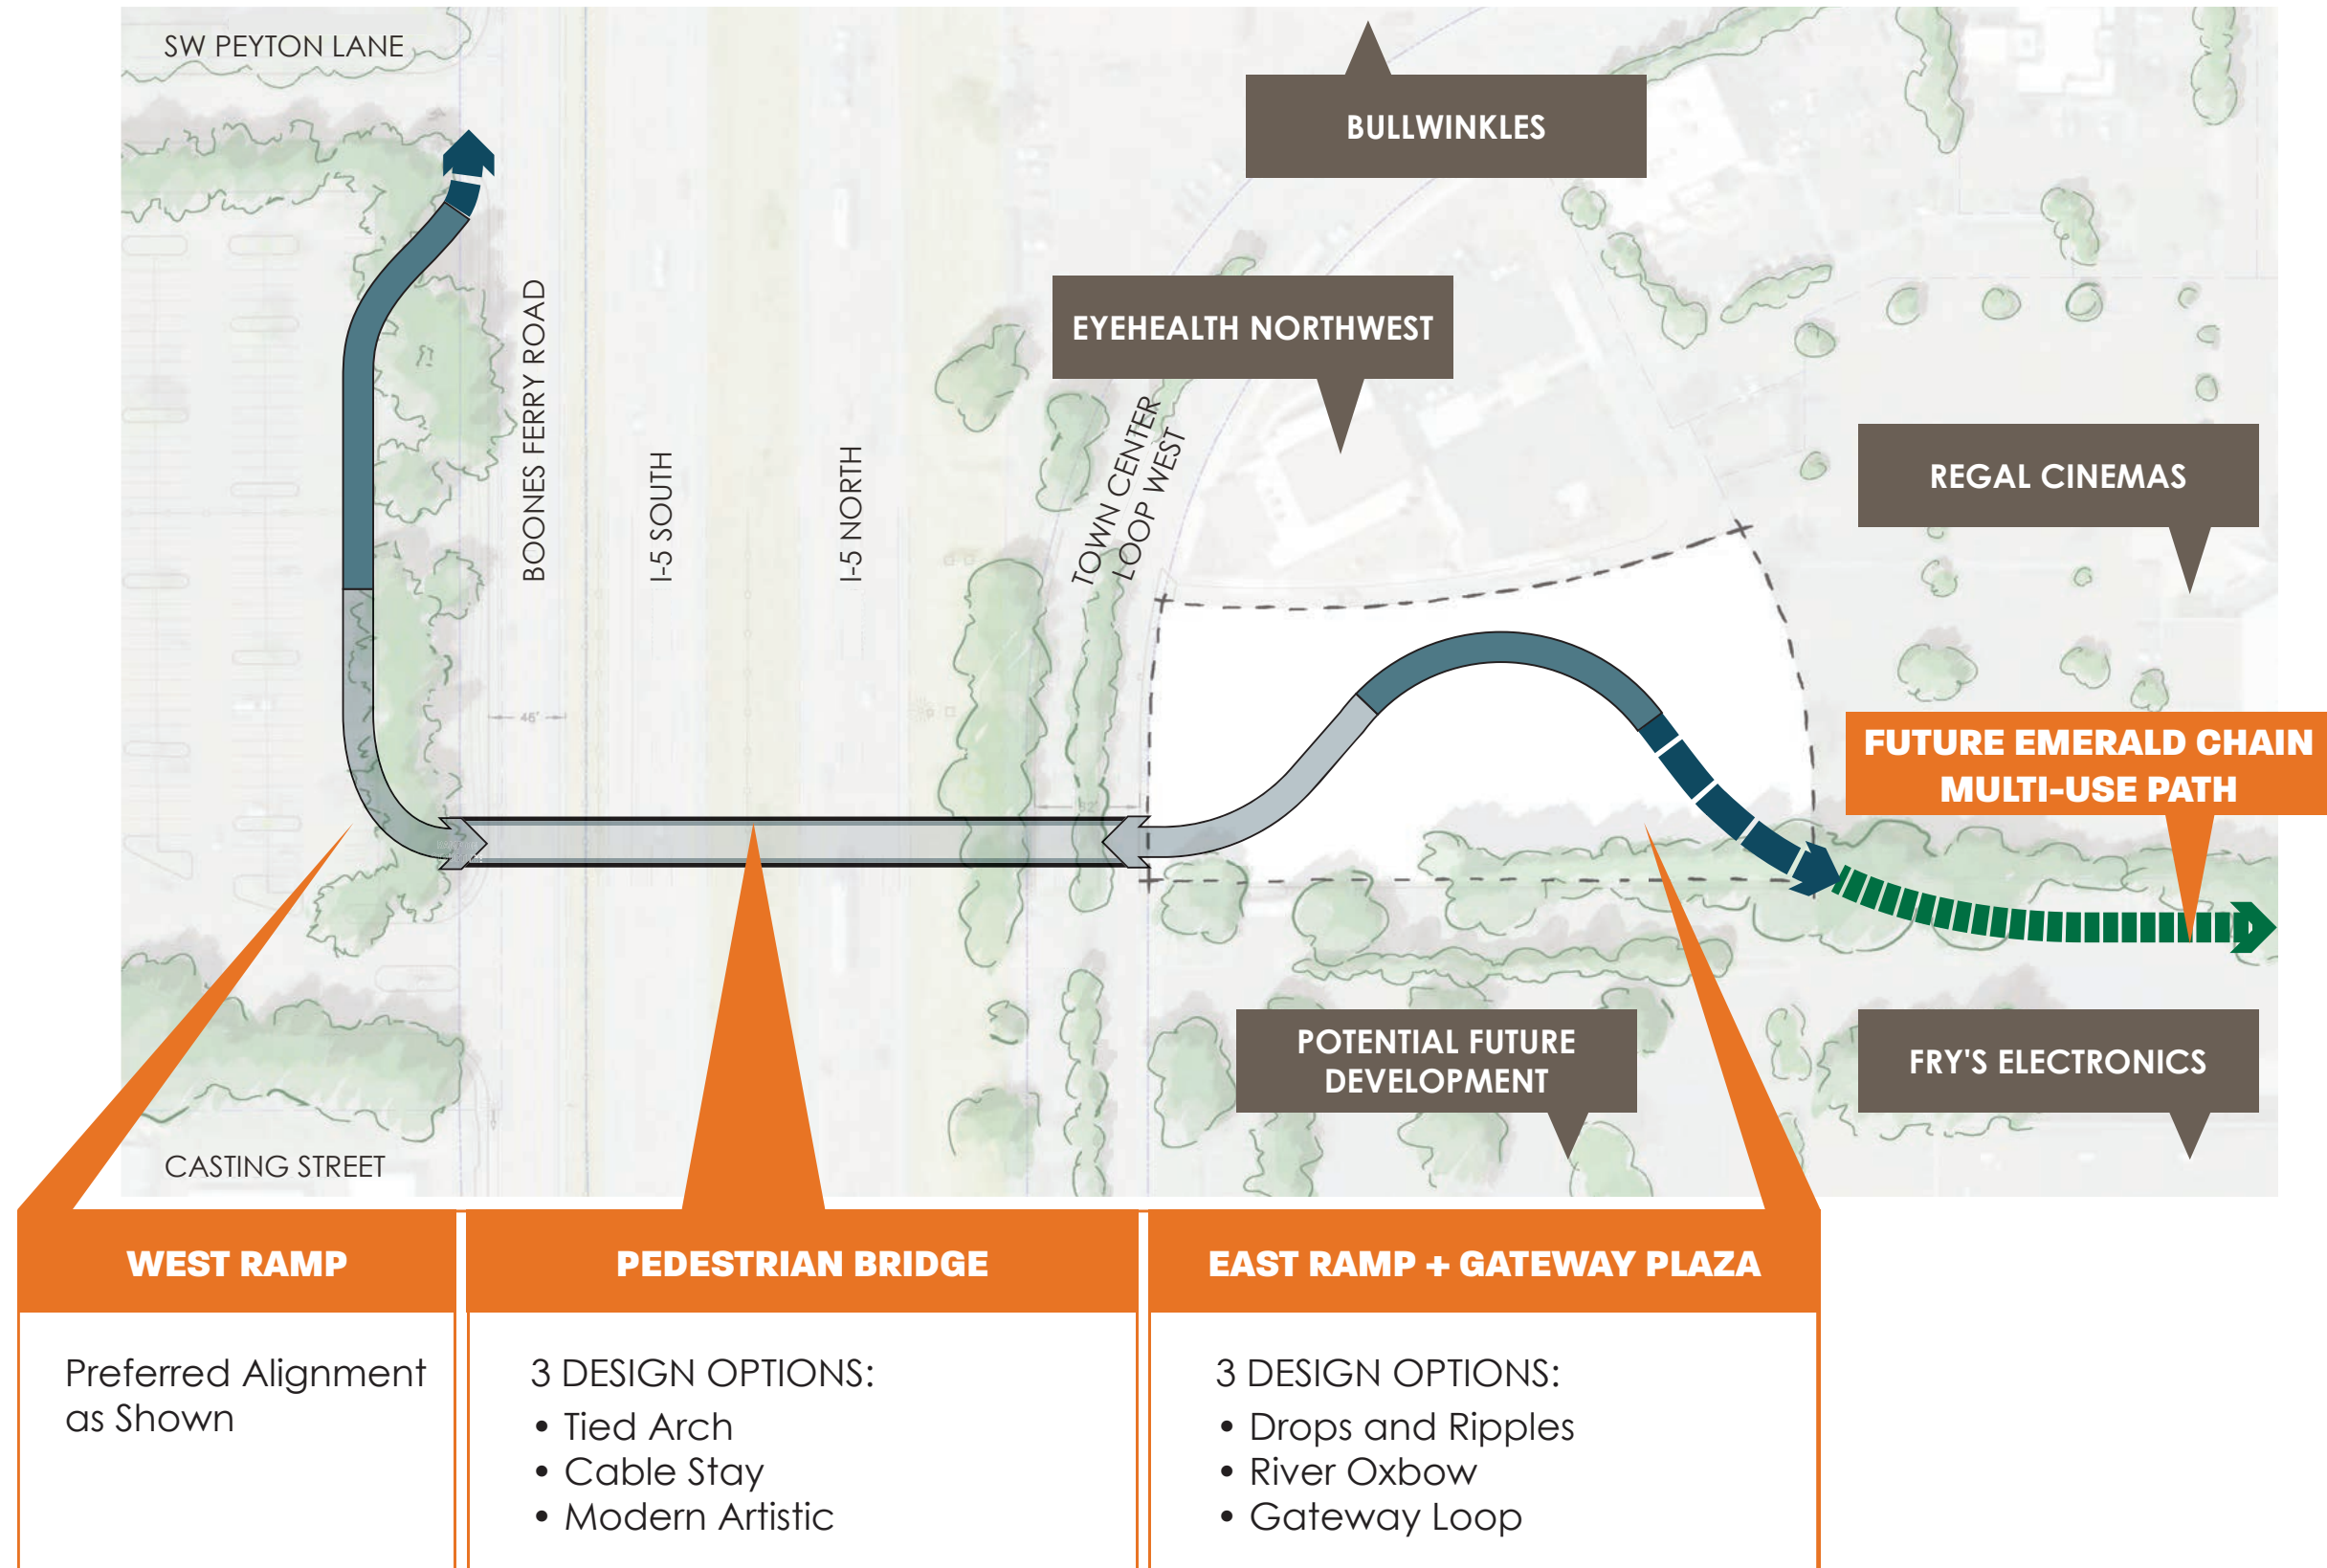 SW PEYTON LANE
BULLWINKLES
EYEHEALTH NORTHWEST
BOONES FERRY ROAD
I-5 SOUTH
I-5 NORTH
TOWN CENTER
LOOP WEST
REGAL CINEMAS
46'
FUTURE EMERALD CHAIN
MULTI-USE PATH
POTENTIAL FUTURE
DEVELOPMENT
FRY'S ELECTRONICS
CASTING STREET
WEST RAMP
Preferred Alignment
as Shown
PEDESTRIAN BRIDGE
3 DESIGN OPTIONS:
• Tied Arch
• Cable Stay
• Modern Artistic
EAST RAMP + GATEWAY PLAZA
3 DESIGN OPTIONS:
• Drops and Ripples
• River Oxbow
• Gateway Loop